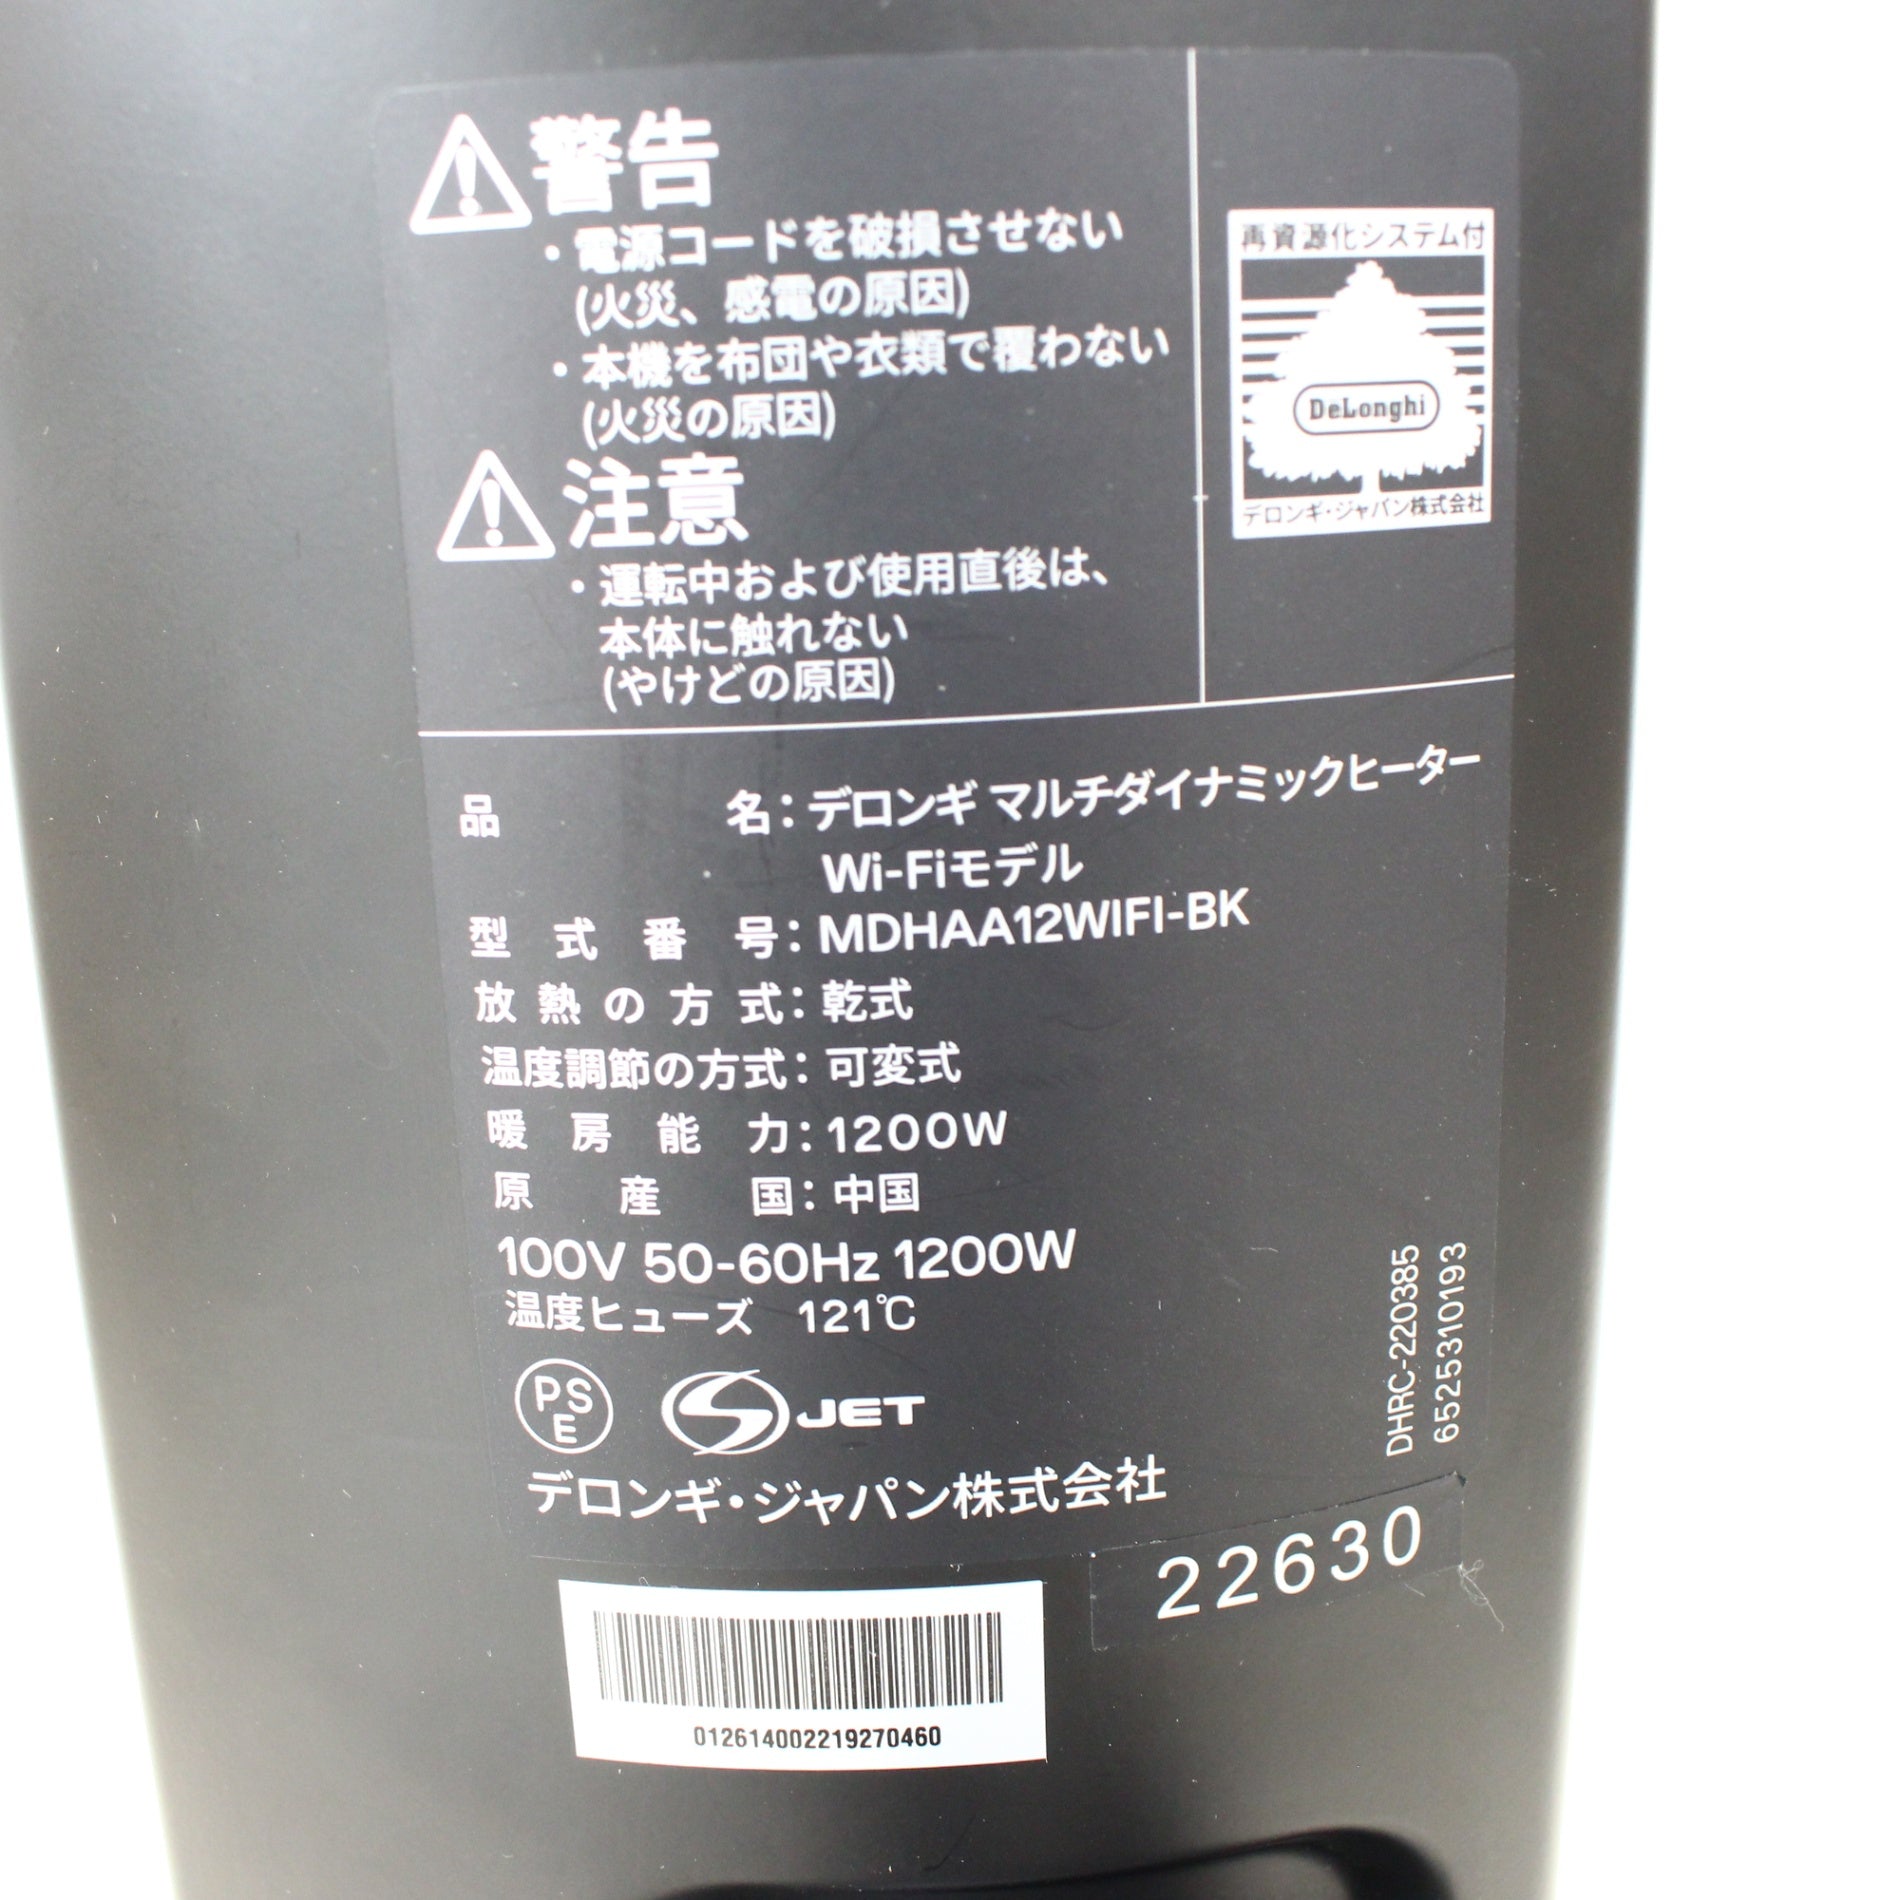 警告
・電源コードを破損させない
(火災、感電の原因)
・本機を布団や衣類で覆わない
(火災の原因)
注意
・運転中および使用直後は、
本体に触れない
(やけどの原因)
再資源化システム付
DeLonghi
デロンギ・ジャパン株式会社
品名：デロンギ マルチダイナミックヒーター
Wi-Fiモデル
型式番号：MDHAA12WIFI-BK
放熱の方式：乾式
温度調節の方式：可変式
暖房能力：1200W
原産国：中国
100V 50-60Hz 1200W
温度ヒューズ 121℃
PSE
JET
デロンギ・ジャパン株式会社
DHRC-220385
6525310193
22630
012614002219270460